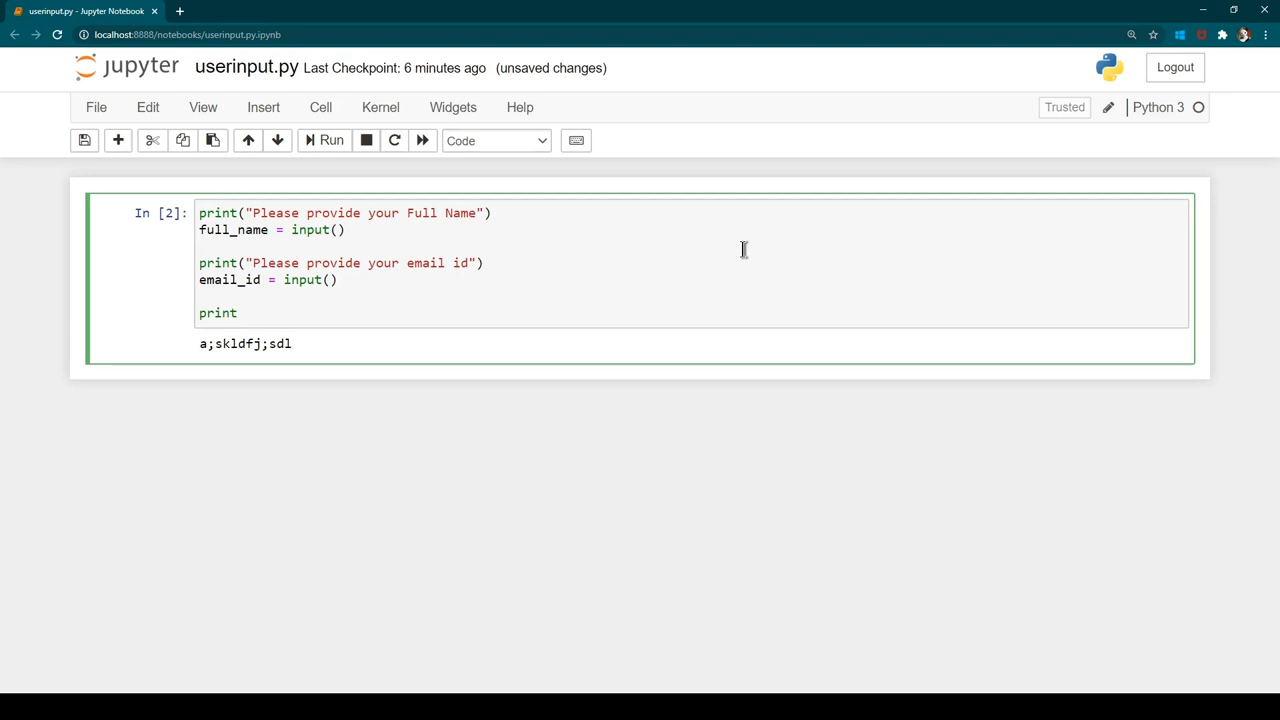 userinput.py - Jupyter Notebook
localhost:8888/notebooks/userinput.py.ipynb
jupyter userinput.py Last Checkpoint: 6 minutes ago (unsaved changes) Logout
File Edit View Insert Cell Kernel Widgets Help Trusted Python 3
Run Code
In [2]: print("Please provide your Full Name")
full_name = input()
print("Please provide your email id")
email_id = input()
print
a;skldfj;sdl